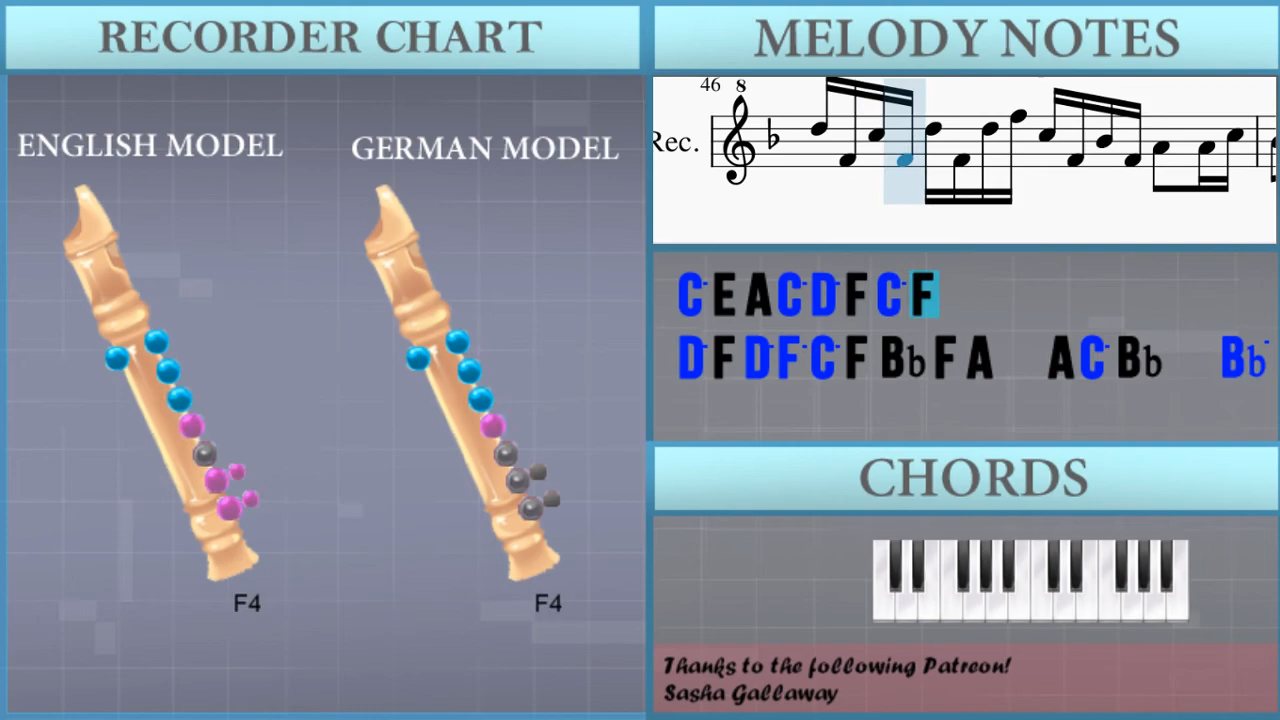 RECORDER CHART
ENGLISH MODEL
GERMAN MODEL
F4
F4
MELODY NOTES
46
8
Rec.
C· E A C· D· F C· F
D· F D· F· C· F Bb F A A C· Bb Bb·
CHORDS
Thanks to the following Patreon!
Sasha Gallaway